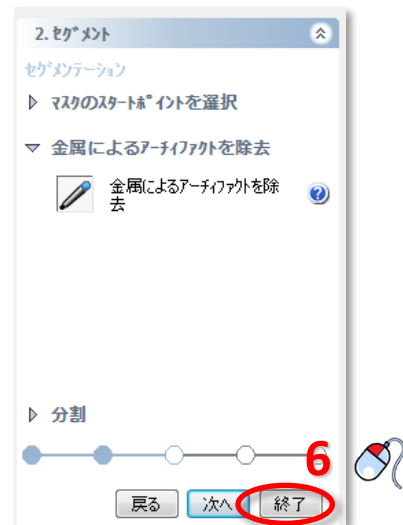 2. ｾｸﾞﾒﾝﾄ
ｾｸﾞﾒﾝﾃｰｼｮﾝ
ﾏｽｸのｽﾀｰﾄﾎﾟｲﾝﾄを選択
金属によるｱｰﾁｨﾌｧｸﾄを除去
金属によるｱｰﾁｨﾌｧｸﾄを除
去
分割
6
戻る 次へ 終了